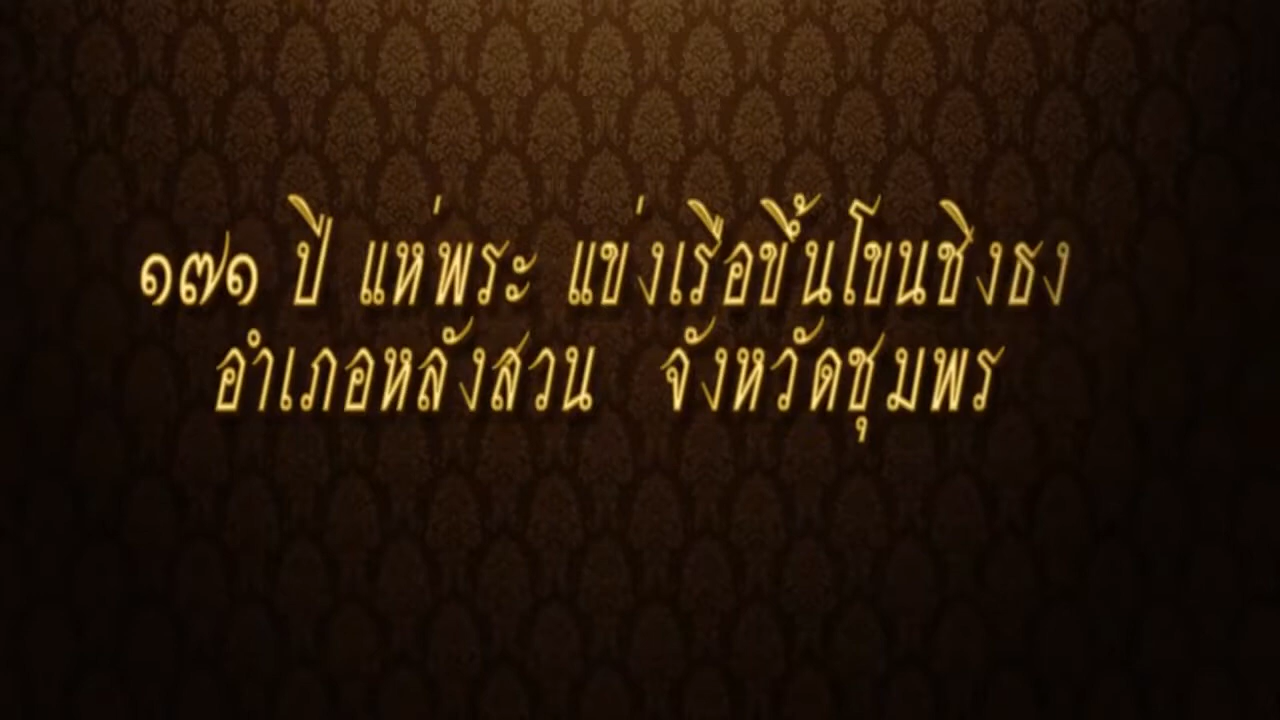 ๑๗๑ ปี แห่พระ แข่งเรือขึ้นโขนชิงธง
อำเภอหลังสวน จังหวัดชุมพร